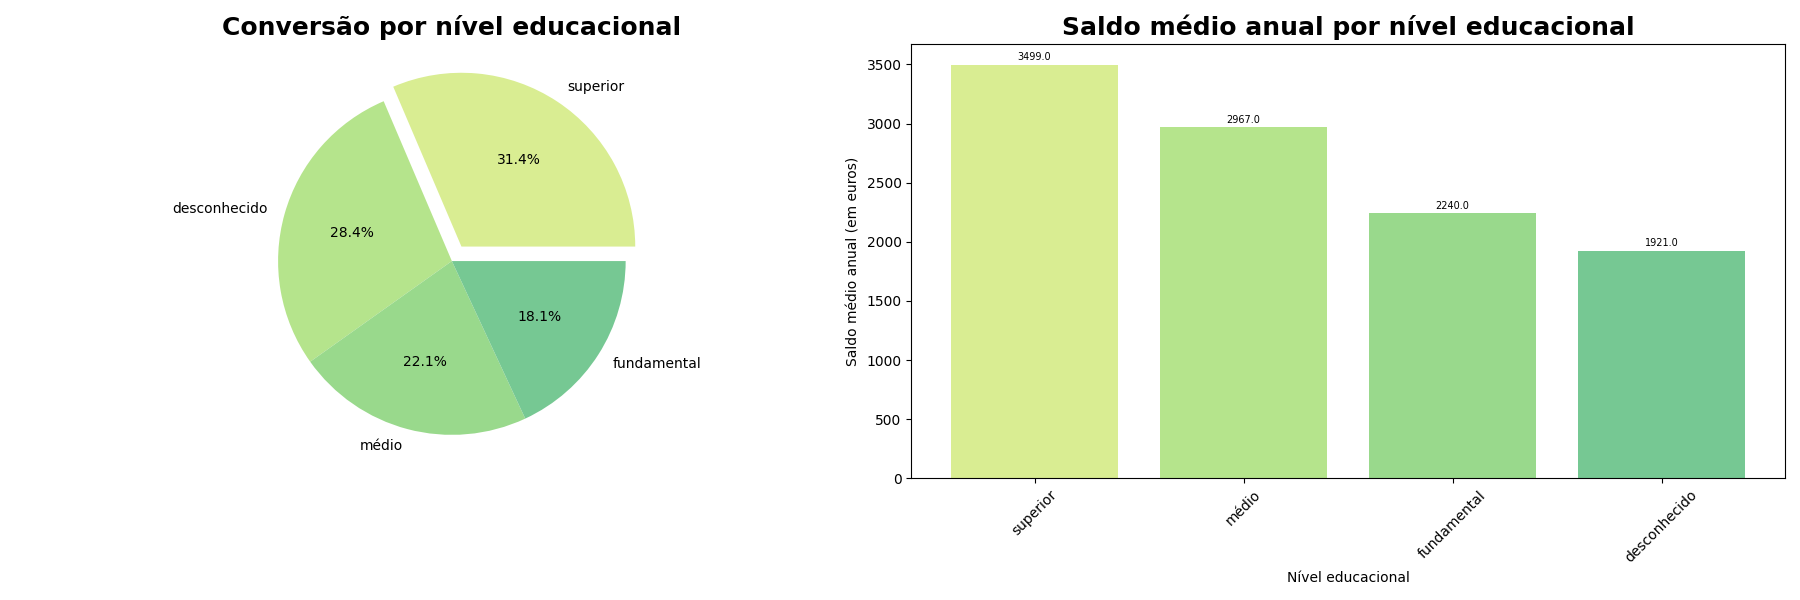 Conversão por nível educacional
superior
31.4%
desconhecido
28.4%
22.1%
médio
18.1%
fundamental
Saldo médio anual por nível educacional
Saldo médio anual (em euros)
3500
3000
2500
2000
1500
1000
500
0
3499.0
2967.0
2240.0
1921.0
superior
médio
fundamental
desconhecido
Nível educacional